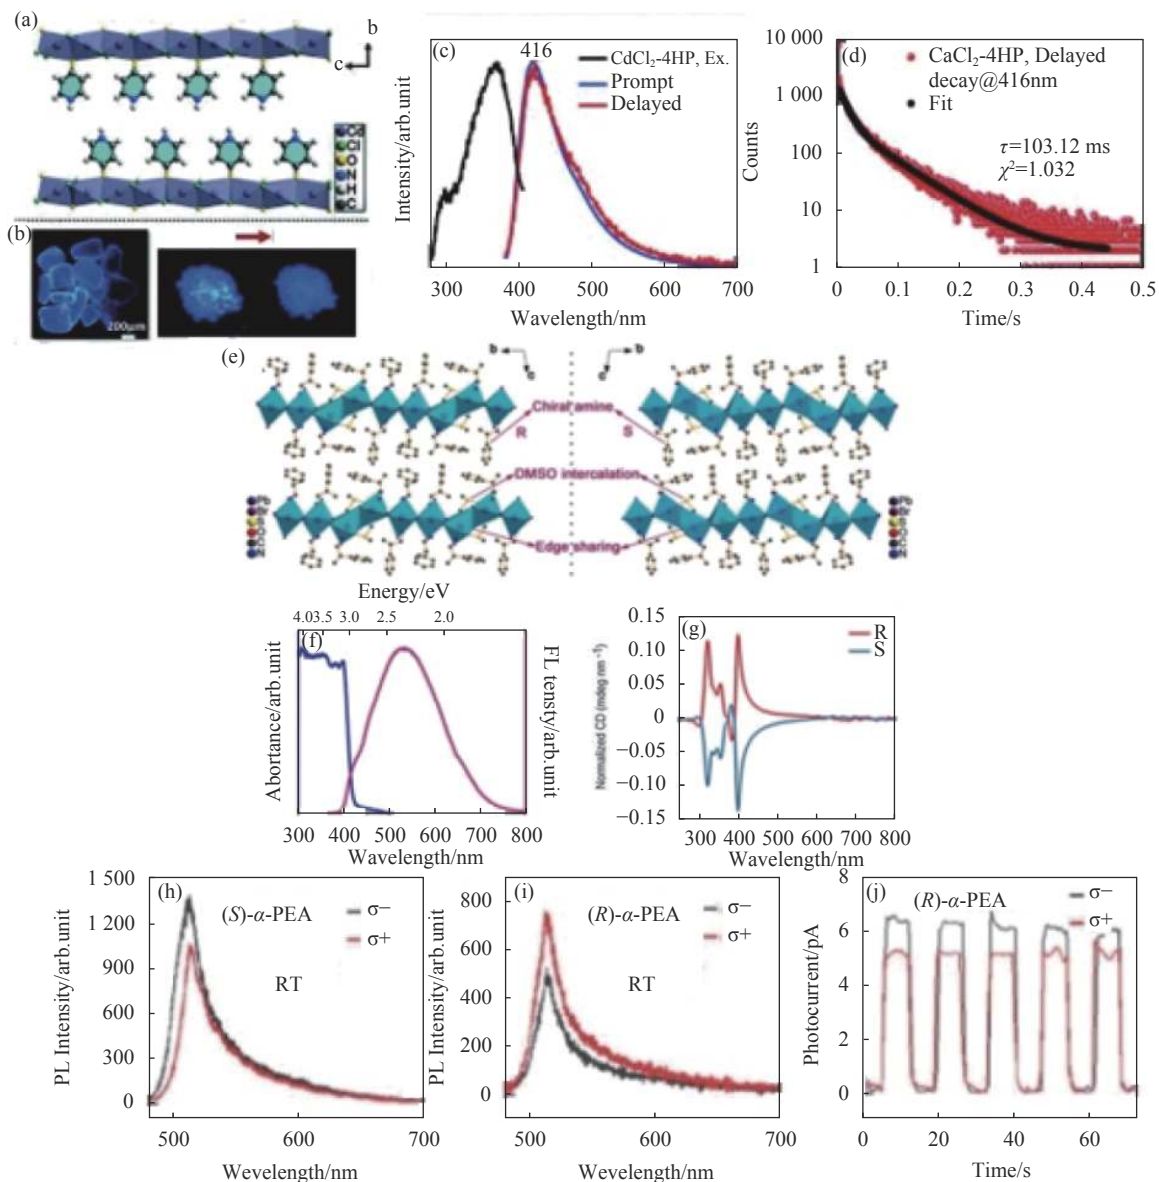 (a)
b
c
Cd
Cl
O
N
H
C
(b)
200μm
(c)
416
CdCl₂-4HP, Ex.
Prompt
Delayed
Intensity/arb.unit
300
400
500
600
700
Wavelength/nm
(d)
10 000
1 000
100
10
1
CaCl₂-4HP, Delayed
decay@416nm
Fit
τ=103.12 ms
χ²=1.032
Counts
0
0.1
0.2
0.3
0.4
0.5
Time/s
(e)
b
c
b
c
Chiral amine
R
S
DMSO intercalation
Edge sharing
Pb
Br
S
O
C
N
Pb
Br
S
O
C
N
Energy/eV
4.03.5
3.0
2.5
2.0
(f)
Abortance/arb.unit
FL tensty/arb.unit
300
400
500
600
700
800
Wavelength/nm
(g)
R
S
Normalized CD (mdeg nm⁻¹)
0.15
0.10
0.05
0
−0.05
−0.10
−0.15
300
400
500
600
700
800
Wavelength/nm
(h)
(S)-α-PEA
σ−
σ+
RT
PL Intensity/arb.unit
1 500
1200
900
600
300
0
500
600
700
Wevelength/nm
(i)
(R)-α-PEA
σ−
σ+
RT
PL Intensity/arb.unit
800
600
400
200
0
500
600
700
Wevelength/nm
(j)
(R)-α-PEA
σ−
σ+
Photocurrent/pA
8
6
4
2
0
0
20
40
60
Time/s